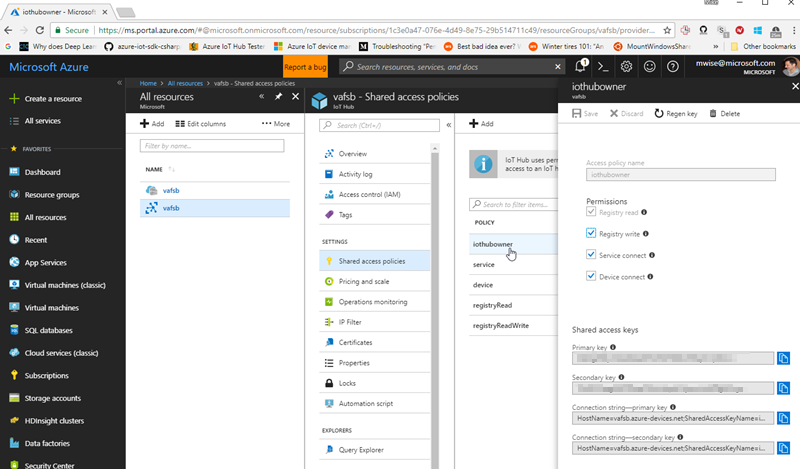 Mitxp
iothubowner - Microsoft
Secure
https://ms.portal.azure.com/#@microsoft.onmicrosoft.com/resource/subscriptions/1c3e0a47-076e-4d49-8e75-29b514711c49/resourceGroups/vafsb/provider...
CNC
Why does Deep Lear
azure-iot-sdk-csharp
Azure IoT Hub Tester
Azure IoT device mar
Troubleshooting "Per
Best bad idea ever? V
Winter tires 101: "An
MountWindowsShare
Other bookmarks
Microsoft Azure
Report a bug
Search resources, services, and docs
1
mwise@microsoft.com
MICROSOFT
Create a resource
All services
FAVORITES
Dashboard
Resource groups
All resources
Recent
App Services
Virtual machines (classic)
Virtual machines
SQL databases
Cloud services (classic)
Subscriptions
Storage accounts
HDInsight clusters
Data factories
Security Center
Home > All resources > vafsb - Shared access policies
All resources
Microsoft
Add
Edit columns
More
Filter by name...
NAME
vafsb
vafsb
vafsb - Shared access policies
IoT Hub
Search (Ctrl+/)
Overview
Activity log
Access control (IAM)
Tags
SETTINGS
Shared access policies
Pricing and scale
Operations monitoring
IP Filter
Certificates
Properties
Locks
Automation script
EXPLORERS
Query Explorer
Add
IoT Hub uses perm
access to an IoT h
Search to filter items...
POLICY
iothubowner
service
device
registryRead
registryReadWrite
iothubowner
vafsb
Save
Discard
Regen key
Delete
Access policy name
iothubowner
Permissions
Registry read
Registry write
Service connect
Device connect
Shared access keys
Primary key
Secondary key
Connection string—primary key
HostName=vafsb.azure-devices.net;SharedAccessKeyName=i...
Connection string—secondary key
HostName=vafsb.azure-devices.net;SharedAccessKeyName=i...